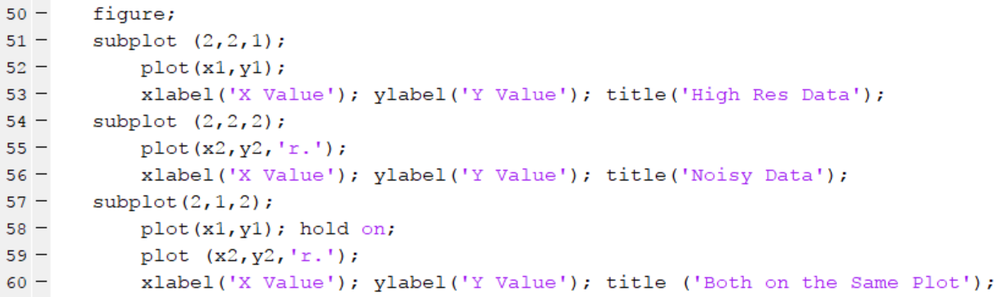 50 − figure;
51 − subplot (2,2,1);
52 − plot(x1,y1);
53 − xlabel('X Value'); ylabel('Y Value'); title('High Res Data');
54 − subplot (2,2,2);
55 − plot(x2,y2,'r.');
56 − xlabel('X Value'); ylabel('Y Value'); title('Noisy Data');
57 − subplot(2,1,2);
58 − plot(x1,y1); hold on;
59 − plot (x2,y2,'r.');
60 − xlabel('X Value'); ylabel('Y Value'); title ('Both on the Same Plot');